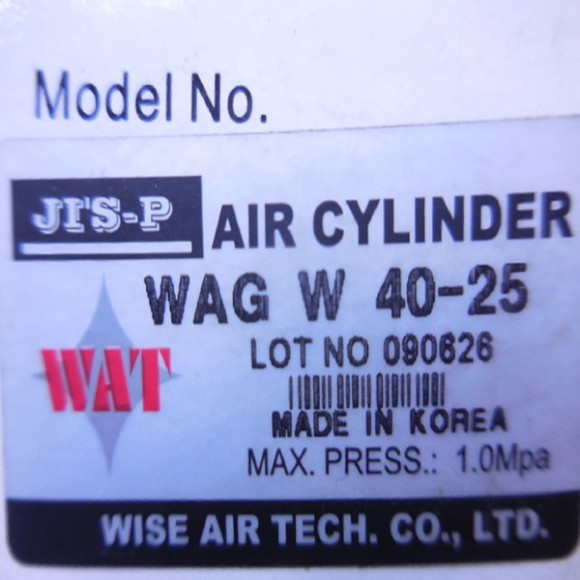 Model No.
JIS-P
AIR CYLINDER
WAG W 40-25
WAT
LOT NO 090626
MADE IN KOREA
MAX. PRESS.: 1.0Mpa
WISE AIR TECH. CO., LTD.